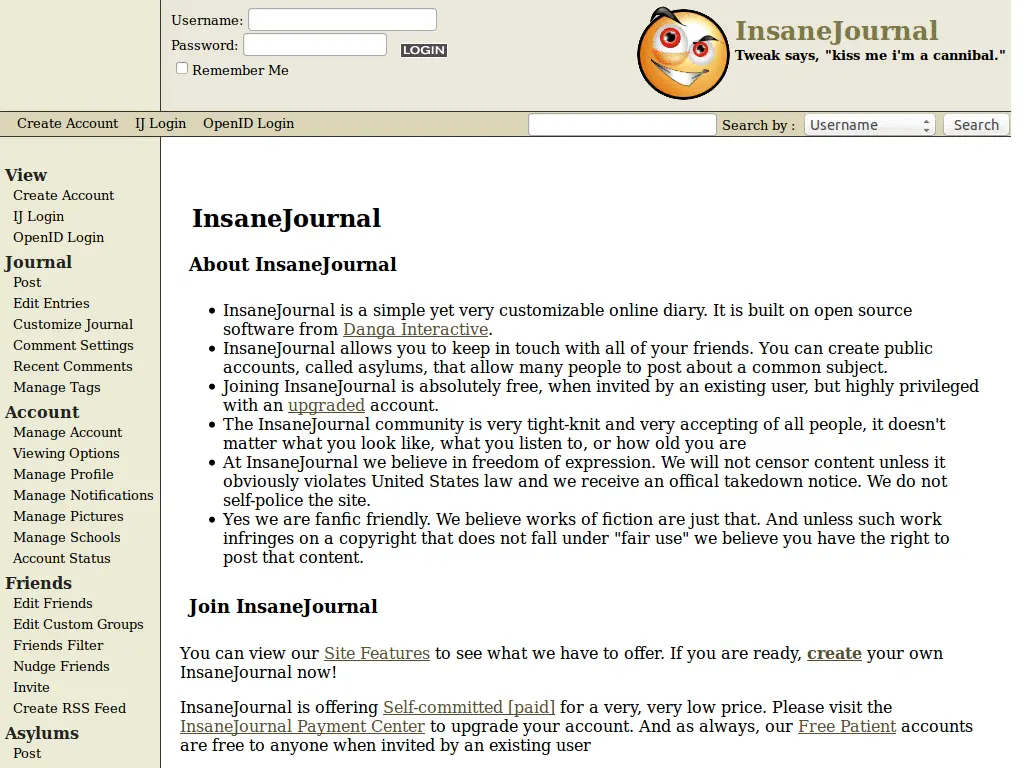 Username:
Password: LOGIN
Remember Me
InsaneJournal
Tweak says, "kiss me i'm a cannibal."
Create Account IJ Login OpenID Login Search by : Username Search
View
Create Account
IJ Login
OpenID Login
Journal
Post
Edit Entries
Customize Journal
Comment Settings
Recent Comments
Manage Tags
Account
Manage Account
Viewing Options
Manage Profile
Manage Notifications
Manage Pictures
Manage Schools
Account Status
Friends
Edit Friends
Edit Custom Groups
Friends Filter
Nudge Friends
Invite
Create RSS Feed
Asylums
Post
InsaneJournal
About InsaneJournal
• InsaneJournal is a simple yet very customizable online diary. It is built on open source
software from Danga Interactive.
• InsaneJournal allows you to keep in touch with all of your friends. You can create public
accounts, called asylums, that allow many people to post about a common subject.
• Joining InsaneJournal is absolutely free, when invited by an existing user, but highly privileged
with an upgraded account.
• The InsaneJournal community is very tight-knit and very accepting of all people, it doesn't
matter what you look like, what you listen to, or how old you are
• At InsaneJournal we believe in freedom of expression. We will not censor content unless it
obviously violates United States law and we receive an offical takedown notice. We do not
self-police the site.
• Yes we are fanfic friendly. We believe works of fiction are just that. And unless such work
infringes on a copyright that does not fall under "fair use" we believe you have the right to
post that content.
Join InsaneJournal
You can view our Site Features to see what we have to offer. If you are ready, create your own
InsaneJournal now!
InsaneJournal is offering Self-committed [paid] for a very, very low price. Please visit the
InsaneJournal Payment Center to upgrade your account. And as always, our Free Patient accounts
are free to anyone when invited by an existing user